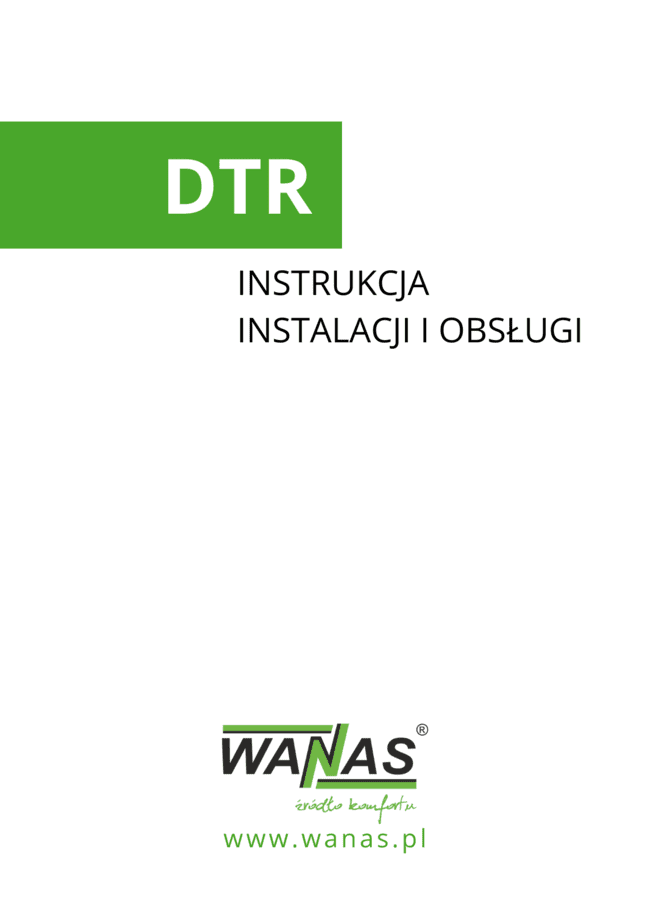 DTR
INSTRUKCJA
INSTALACJI I OBSŁUGI
WANAS®
źródło komfortu
www.wanas.pl